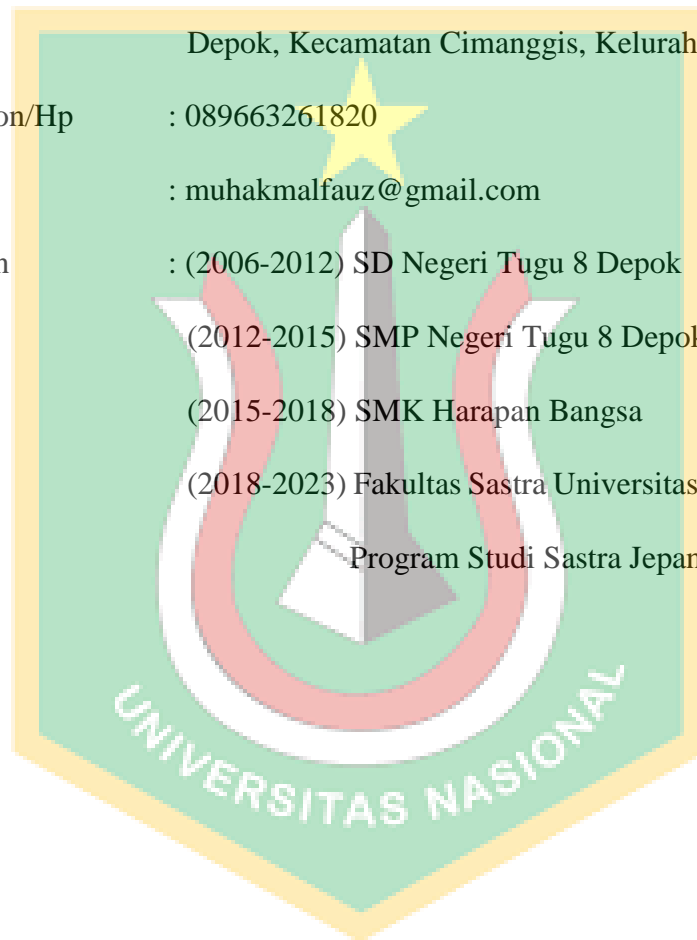 Depok, Kecamatan Cimanggis, Kelurah
on/Hp : 089663261820
: muhakmalfauz@gmail.com
n : (2006-2012) SD Negeri Tugu 8 Depok
(2012-2015) SMP Negeri Tugu 8 Depok
(2015-2018) SMK Harapan Bangsa
(2018-2023) Fakultas Sastra Universitas
Program Studi Sastra Jepan
UNIVERSITAS NASIONAL